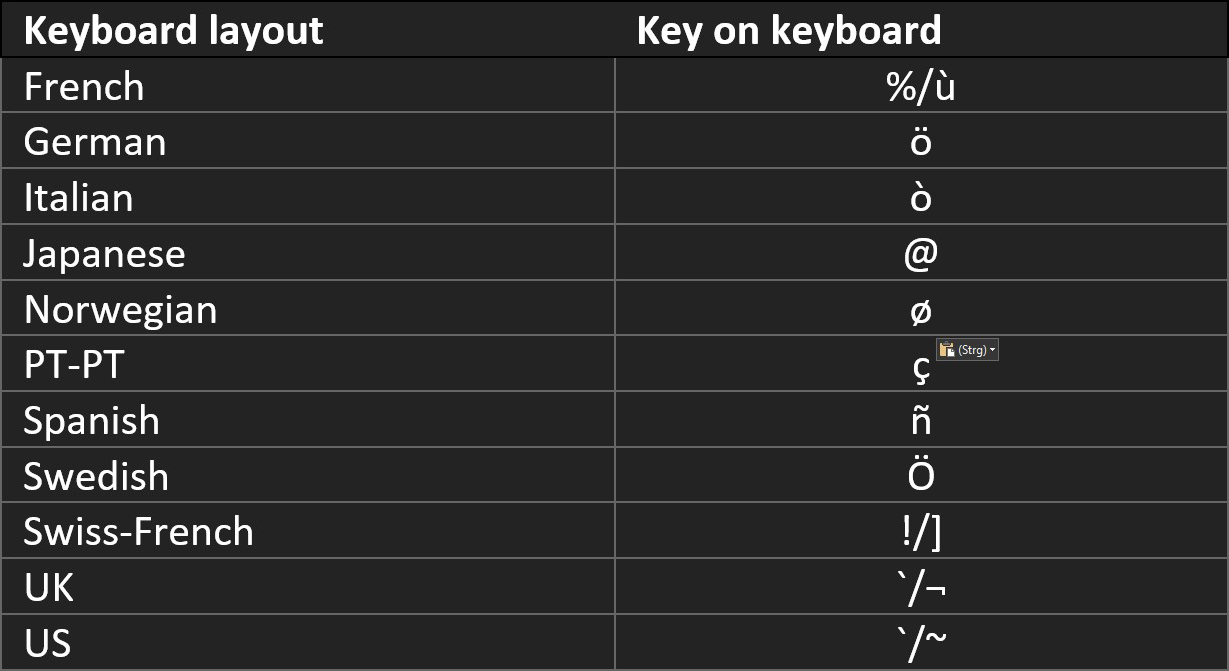 Keyboard layout Key on keyboard
French %/ù
German ö
Italian ò
Japanese @
Norwegian ø
PT-PT ç (Strg)
Spanish ñ
Swedish Ö
Swiss-French !/]
UK `/¬
US `/~